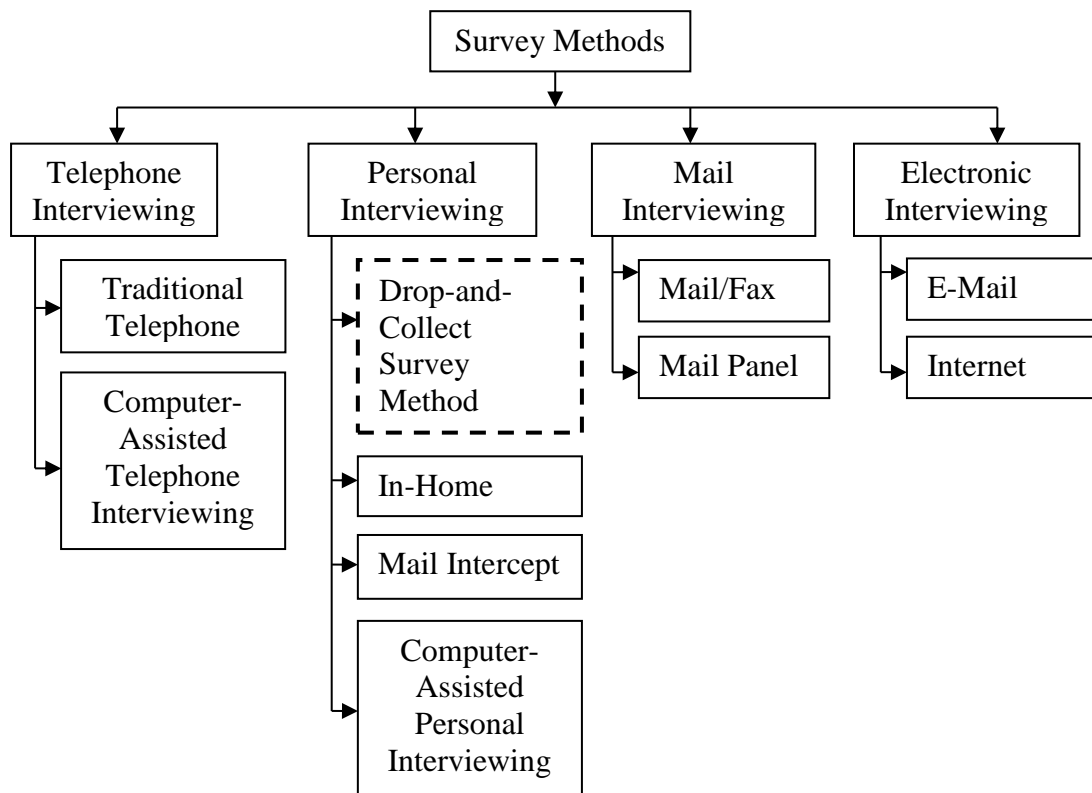 Survey Methods
Telephone
Interviewing
Personal
Interviewing
Mail
Interviewing
Electronic
Interviewing
Traditional
Telephone
Computer-
Assisted
Telephone
Interviewing
Drop-and-
Collect
Survey
Method
In-Home
Mail Intercept
Computer-
Assisted
Personal
Interviewing
Mail/Fax
Mail Panel
E-Mail
Internet